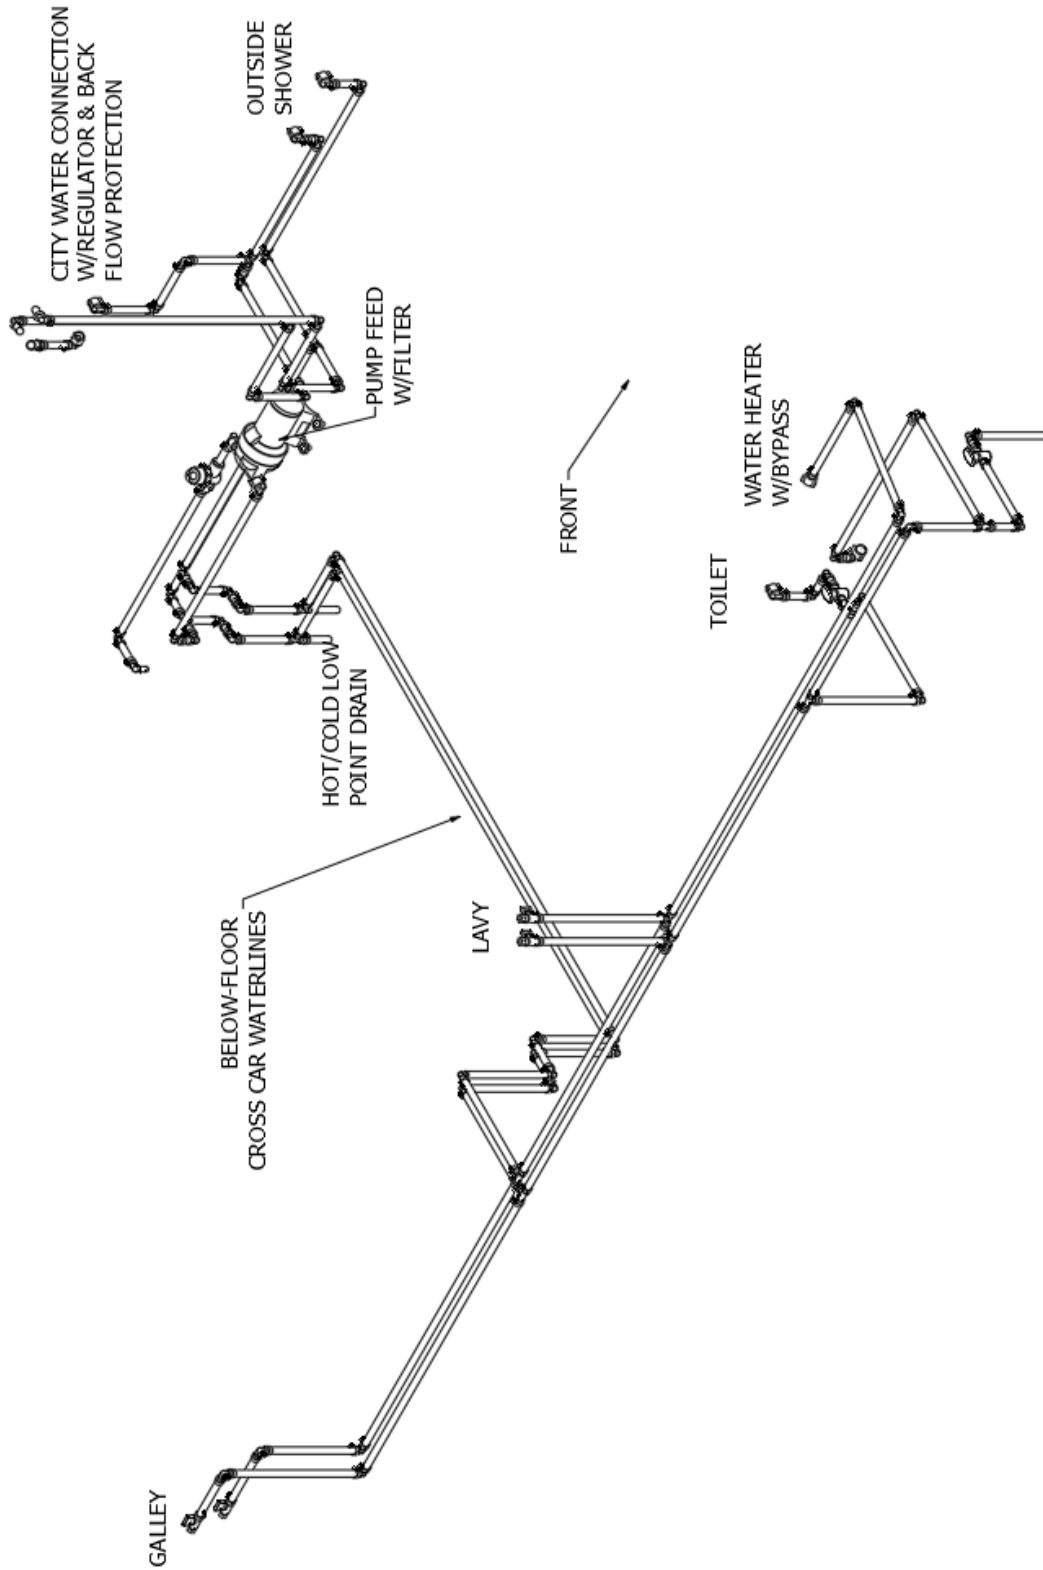 CITY WATER CONNECTION
W/REGULATOR & BACK
FLOW PROTECTION
OUTSIDE
SHOWER
PUMP FEED
W/FILTER
FRONT
WATER HEATER
W/BYPASS
TOILET
HOT/COLD LOW
POINT DRAIN
BELOW-FLOOR
CROSS CAR WATERLINES
LAVY
GALLEY